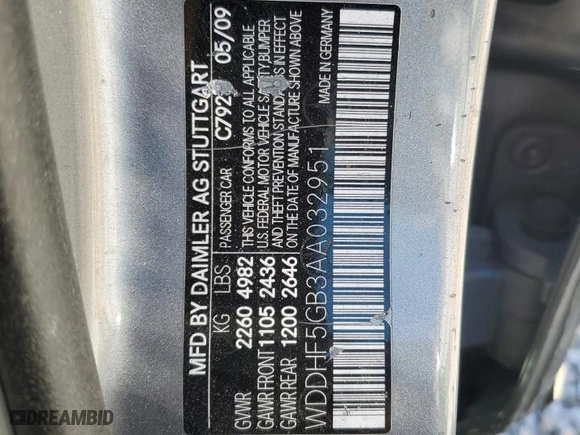 MFD BY DAIMLER AG STUTTGART
PASSENGER CAR 05/09
KG LBS
GVWR 2260 4982
GAWR FRONT 1105 2436
GAWR REAR 1200 2646
THIS VEHICLE CONFORMS TO ALL APPLICABLE
U.S. FEDERAL MOTOR VEHICLE SAFETY BUMPER
AND THEFT PREVENTION STANDARDS IN EFFECT
ON THE DATE OF MANUFACTURE SHOWN ABOVE
WDDHF5GB3AA032951
MADE IN GERMANY
DREAMBID